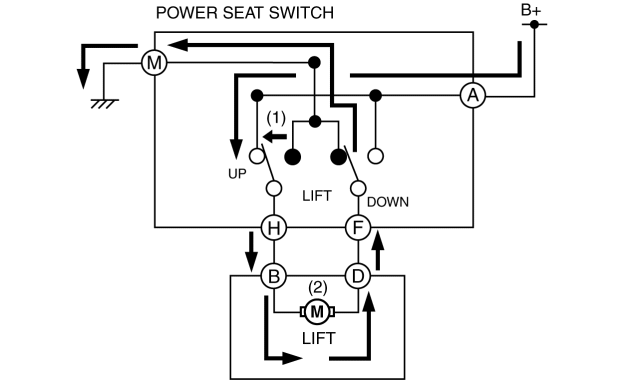 POWER SEAT SWITCH
B+
M
A
(1)
UP
LIFT
DOWN
H
F
B
D
(2)
M
LIFT